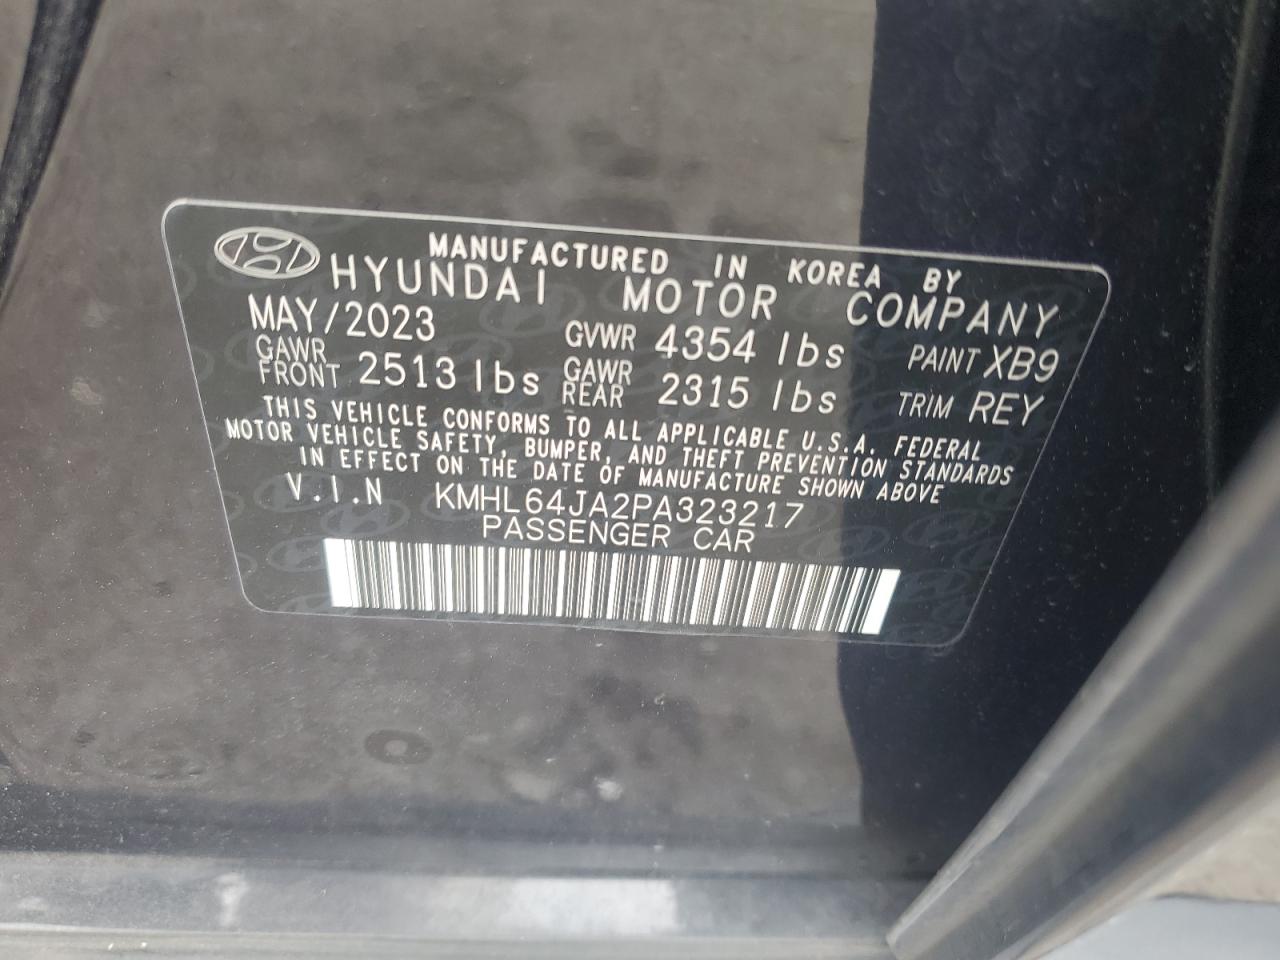 MANUFACTURED IN KOREA BY
HYUNDAI MOTOR COMPANY
MAY/2023 GVWR 4354 lbs PAINT XB9
GAWR FRONT 2513 lbs GAWR REAR 2315 lbs TRIM REY
THIS VEHICLE CONFORMS TO ALL APPLICABLE U.S.A. FEDERAL
MOTOR VEHICLE SAFETY, BUMPER, AND THEFT PREVENTION STANDARDS
IN EFFECT ON THE DATE OF MANUFACTURE SHOWN ABOVE
V.I.N KMHL64JA2PA323217
PASSENGER CAR